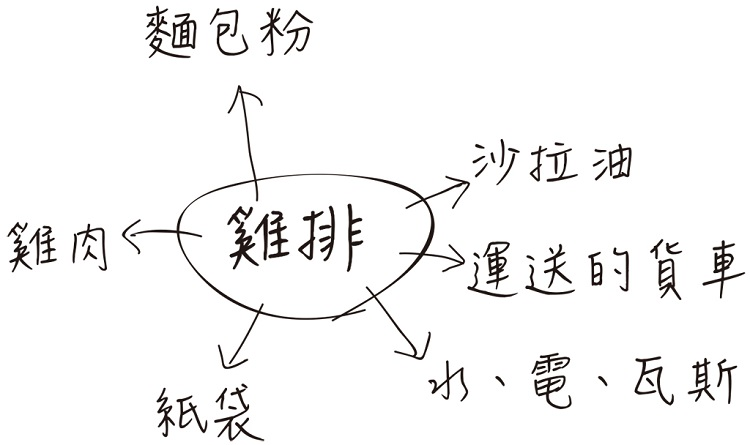 麵包粉
沙拉油
雞排
雞肉
運送的貨車
水、電、瓦斯
紙袋